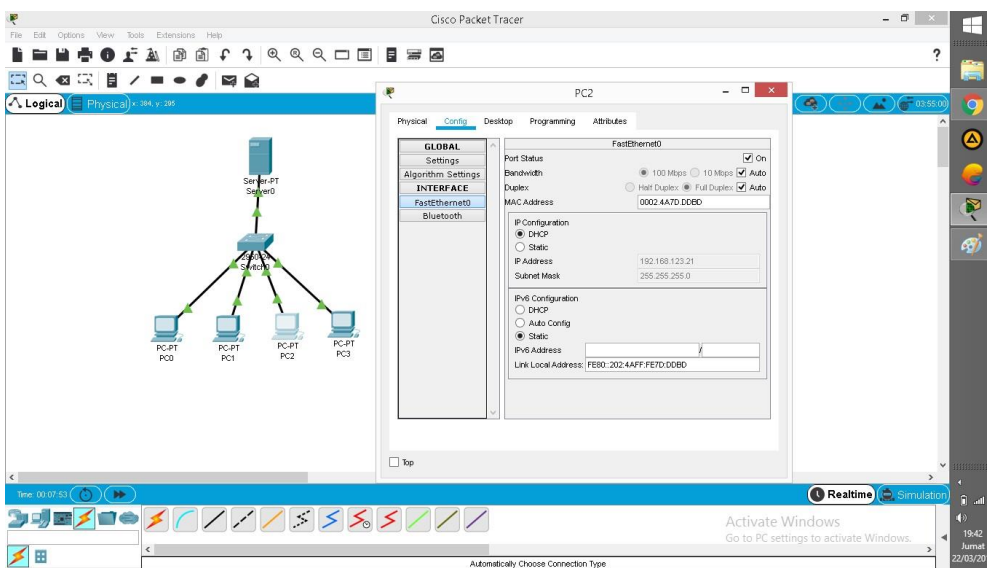 Cisco Packet Tracer
File Edit Options View Tools Extensions Help
?
Logical Physical x: 384, y: 295
03:55:00
Server-PT
Server0
2950-24
Switch0
PC-PT
PC0
PC-PT
PC1
PC-PT
PC2
PC-PT
PC3
PC2
Physical Config Desktop Programming Attributes
GLOBAL
Settings
Algorithm Settings
INTERFACE
FastEthernet0
Bluetooth
FastEthernet0
Port Status On
Bandwidth 100 Mbps 10 Mbps Auto
Duplex Half Duplex Full Duplex Auto
MAC Address 0002.4A7D.DDBD
IP Configuration
DHCP
Static
IP Address 192.168.123.21
Subnet Mask 255.255.255.0
IPv6 Configuration
DHCP
Auto Config
Static
IPv6 Address /
Link Local Address: FE80::202:4AFF:FE7D:DDBD
Top
Time: 00:07:53
Realtime Simulation
Automatically Choose Connection Type
Activate Windows
Go to PC settings to activate Windows.
19:42
Jumat
22/03/20